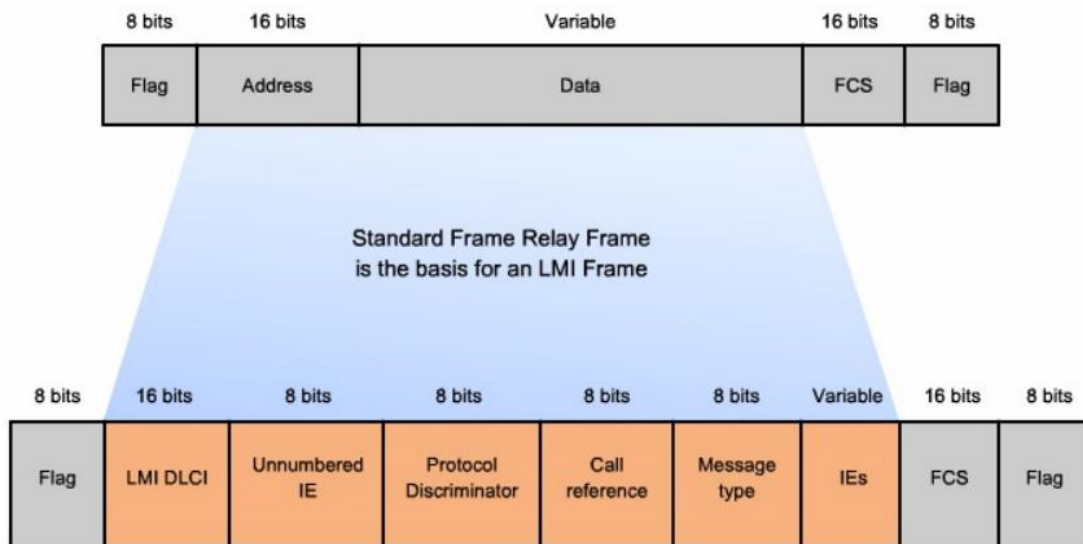 8 bits 16 bits Variable 16 bits 8 bits
Flag Address Data FCS Flag
Standard Frame Relay Frame
is the basis for an LMI Frame
8 bits 16 bits 8 bits 8 bits 8 bits 8 bits Variable 16 bits 8 bits
Flag LMI DLCI Unnumbered IE Protocol Discriminator Call reference Message type IEs FCS Flag